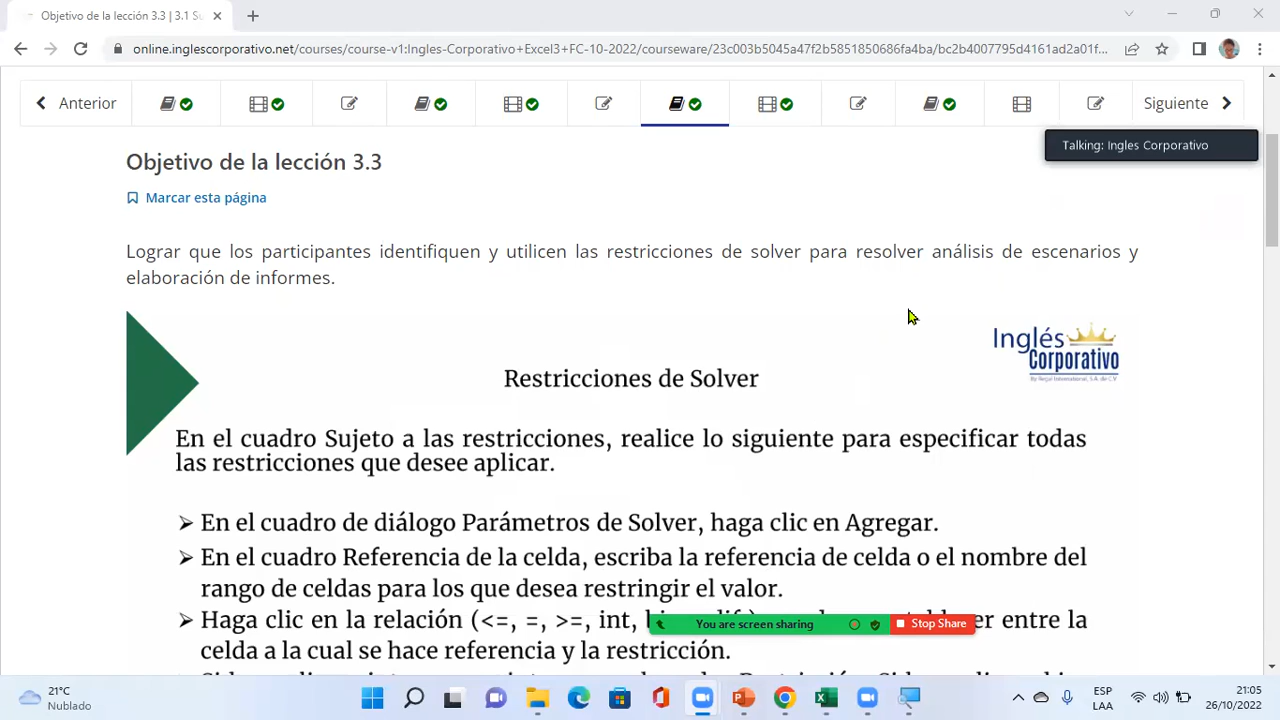 Objetivo de la lección 3.3 | 3.1 Su
online.inglescorporativo.net/courses/course-v1:Ingles-Corporativo+Excel3+FC-10-2022/courseware/23c003b5045a47f2b5851850686fa4ba/bc2b4007795d4161ad2a01f...
Anterior
Siguiente
Talking: Ingles Corporativo
Objetivo de la lección 3.3
Marcar esta página
Lograr que los participantes identifiquen y utilicen las restricciones de solver para resolver análisis de escenarios y
elaboración de informes.
Inglés
Corporativo
By Regal International, S.A. de C.V
Restricciones de Solver
En el cuadro Sujeto a las restricciones, realice lo siguiente para especificar todas
las restricciones que desee aplicar.
➢ En el cuadro de diálogo Parámetros de Solver, haga clic en Agregar.
➢ En el cuadro Referencia de la celda, escriba la referencia de celda o el nombre del
rango de celdas para los que desea restringir el valor.
➢ Haga clic en la relación (<=, =, >=, int, entre la
You are screen sharing
Stop Share
celda a la cual se hace referencia y la restricción.
21°C
Nublado
ESP
LAA
21:05
26/10/2022